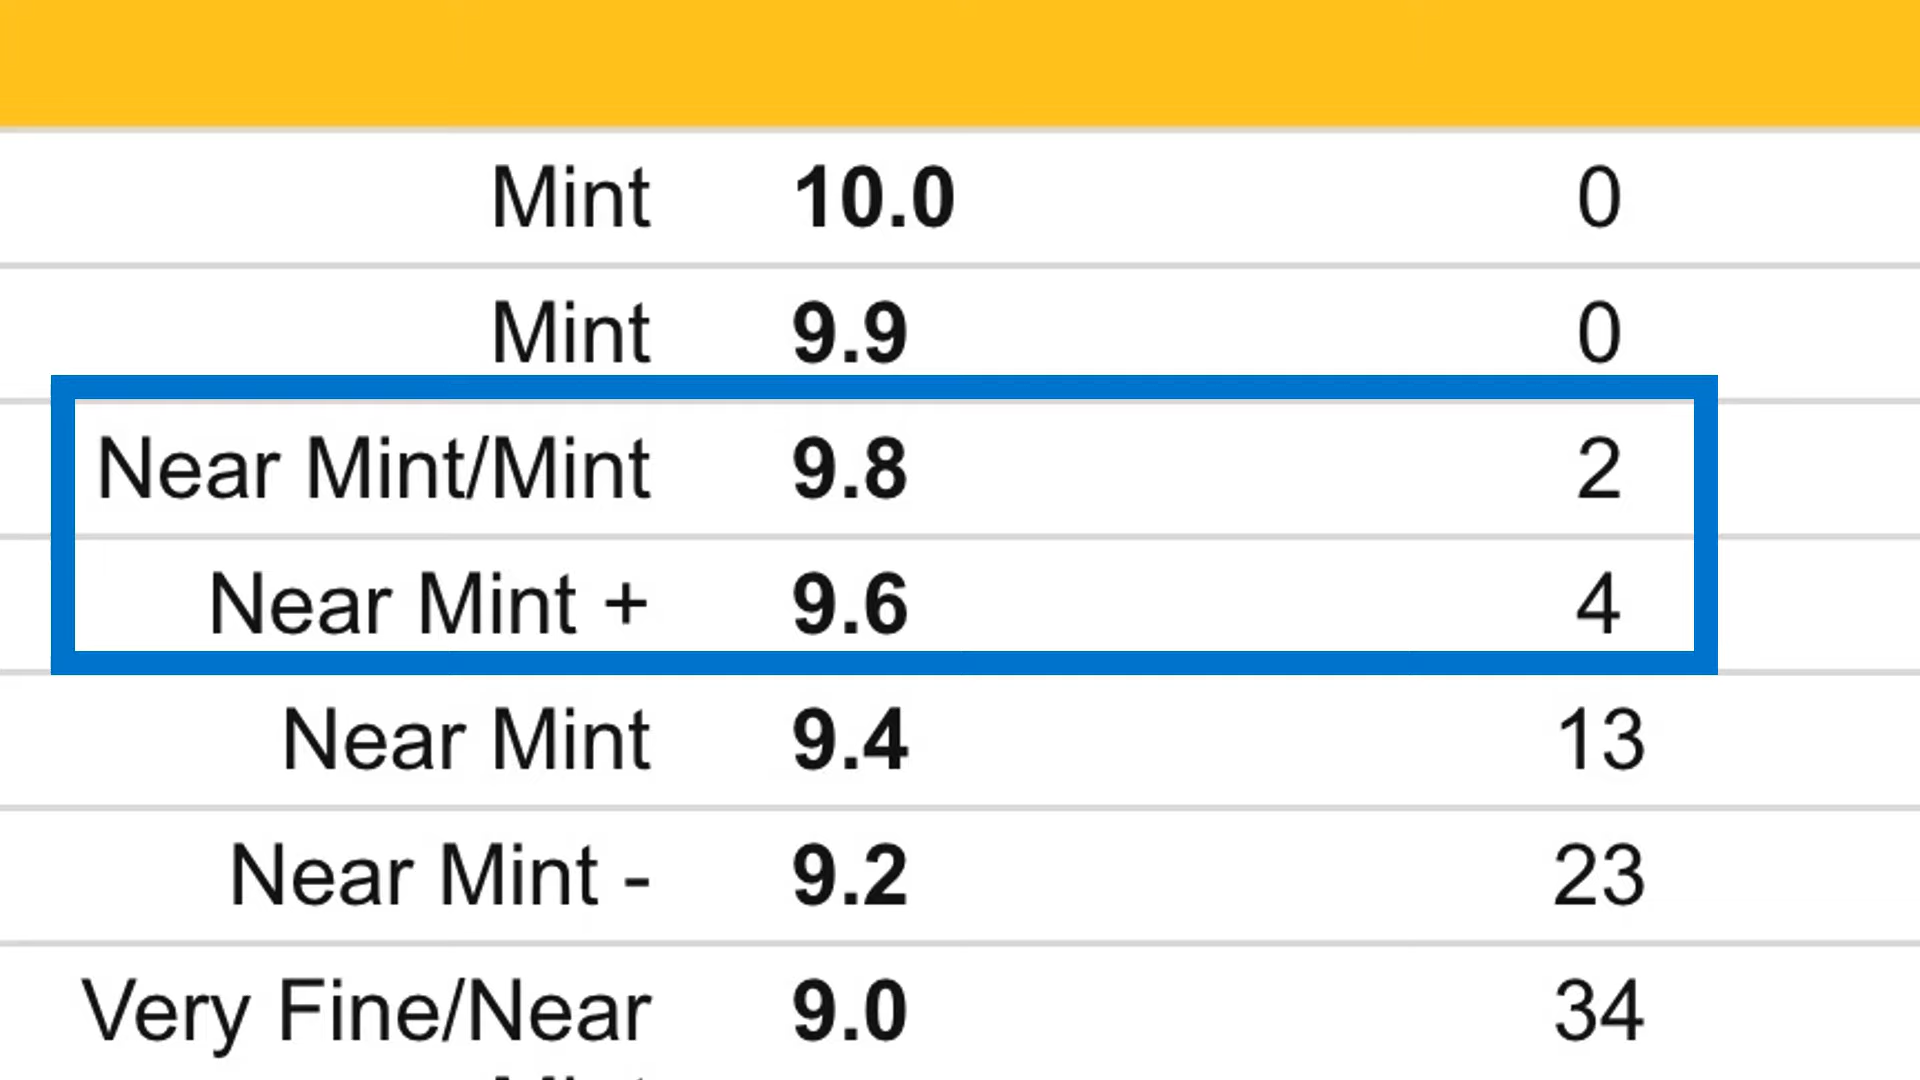 Mint 10.0 0
Mint 9.9 0
Near Mint/Mint 9.8 2
Near Mint + 9.6 4
Near Mint 9.4 13
Near Mint - 9.2 23
Very Fine/Near 9.0 34